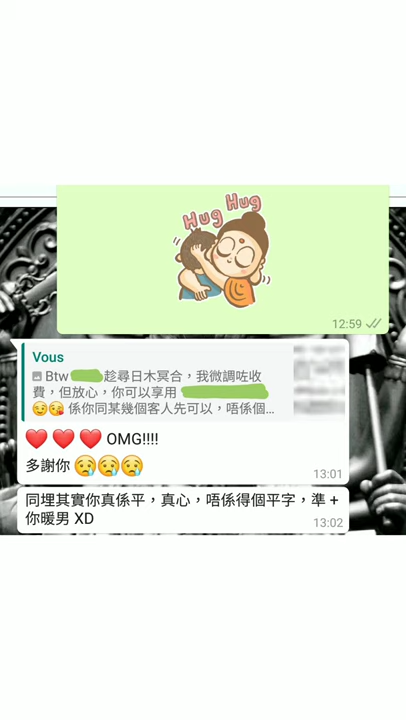 Hug Hug
12:59
Vous
Btw 趁尋日木冥合，我微調咗收
費，但放心，你可以享用
😏😘 係你同某幾個客人先可以，唔係個...
❤️ ❤️ ❤️ OMG!!!!
多謝你 😢😢😢
13:01
同埋其實你真係平，真心，唔係得個平字，準 +
你暖男 XD
13:02